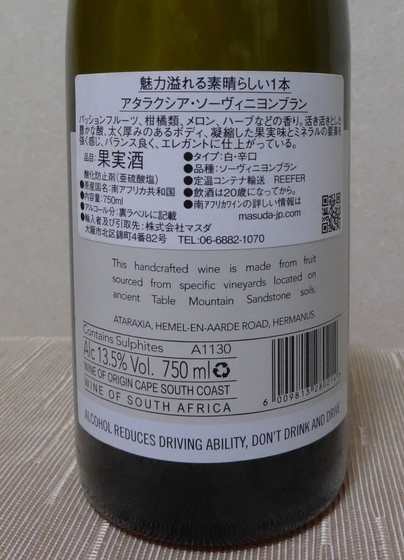 魅力溢れる素晴らしい1本
アタラクシア・ソーヴィニヨンブラン
パッションフルーツ、柑橘類、メロン、ハーブなどの香り。活き活きとした
豊かな酸、太く厚みのあるボディ、凝縮した果実味とミネラルの要素を
強く感じ、バランス良く、エレガントに仕上がっている。
品名:果実酒
酸化防止剤(亜硫酸塩)
●原産国名:南アフリカ共和国
●内容量:750ml
●アルコール分:裏ラベルに記載
●輸入者及び引取先:株式会社マスダ
大阪市北区錦町4番82号 TEL:06-6882-1070
●タイプ:白・辛口
●品種:ソーヴィニヨンブラン
●定温コンテナ輸送 REEFER
●飲酒は20歳になってから。
●南アフリカワインの詳しい情報は
masuda-jp.com
This handcrafted wine is made from fruit
sourced from specific vineyards located on
ancient Table Mountain Sandstone soils.
ATARAXIA, HEMEL-EN-AARDE ROAD, HERMANUS
Contains Sulphites A1130
Alc 13.5% Vol. 750 ml
WINE OF ORIGIN CAPE SOUTH COAST
WINE OF SOUTH AFRICA
ALCOHOL REDUCES DRIVING ABILITY, DON'T DRINK AND DRIVE